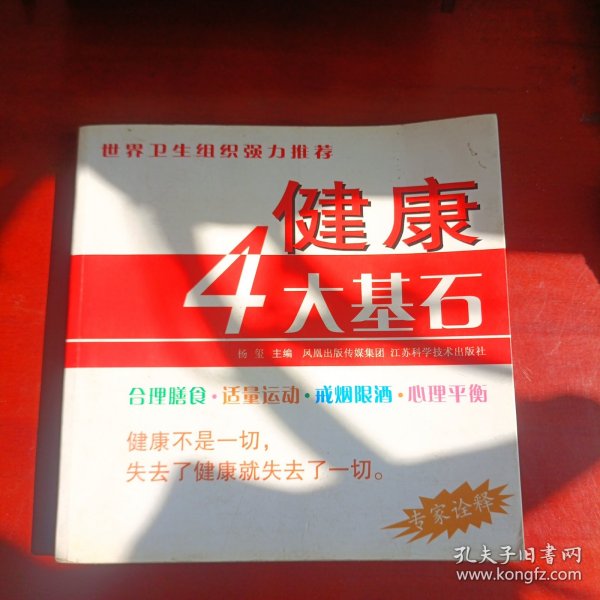 世界卫生组织强力推荐
健康
4大基石
杨玺 主编 凤凰出版传媒集团 江苏科学技术出版社
合理膳食·适量运动·戒烟限酒·心理平衡
健康不是一切，
失去了健康就失去了一切。
专家诠释
孔夫子旧书网
www.kongfz.com